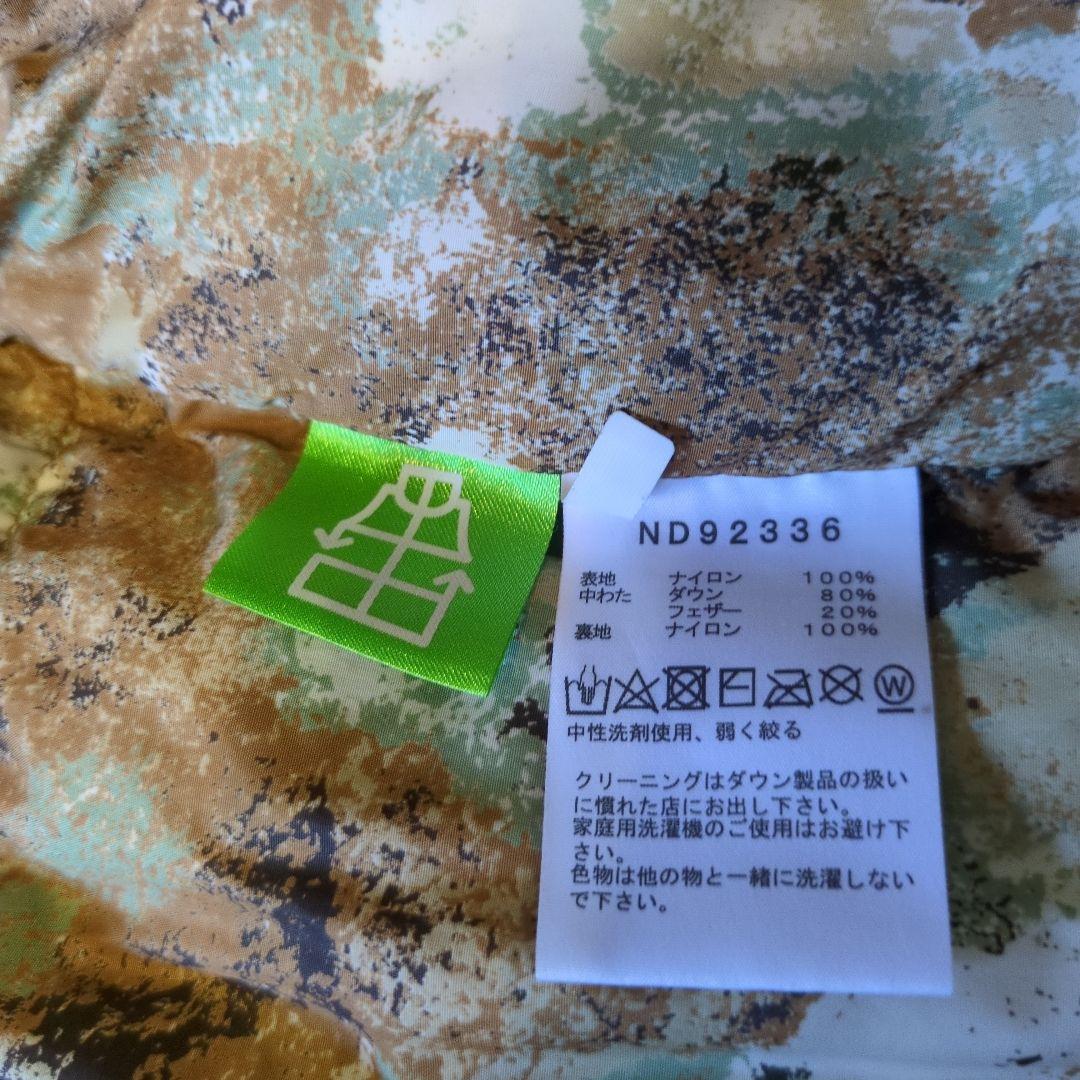 ND92336
表地 ナイロン 100%
中わた ダウン 80%
フェザー 20%
裏地 ナイロン 100%
W
中性洗剤使用、弱く絞る
クリーニングはダウン製品の扱い
に慣れた店にお出し下さい。
家庭用洗濯機のご使用はお避け下
さい。
色物は他の物と一緒に洗濯しない
で下さい。